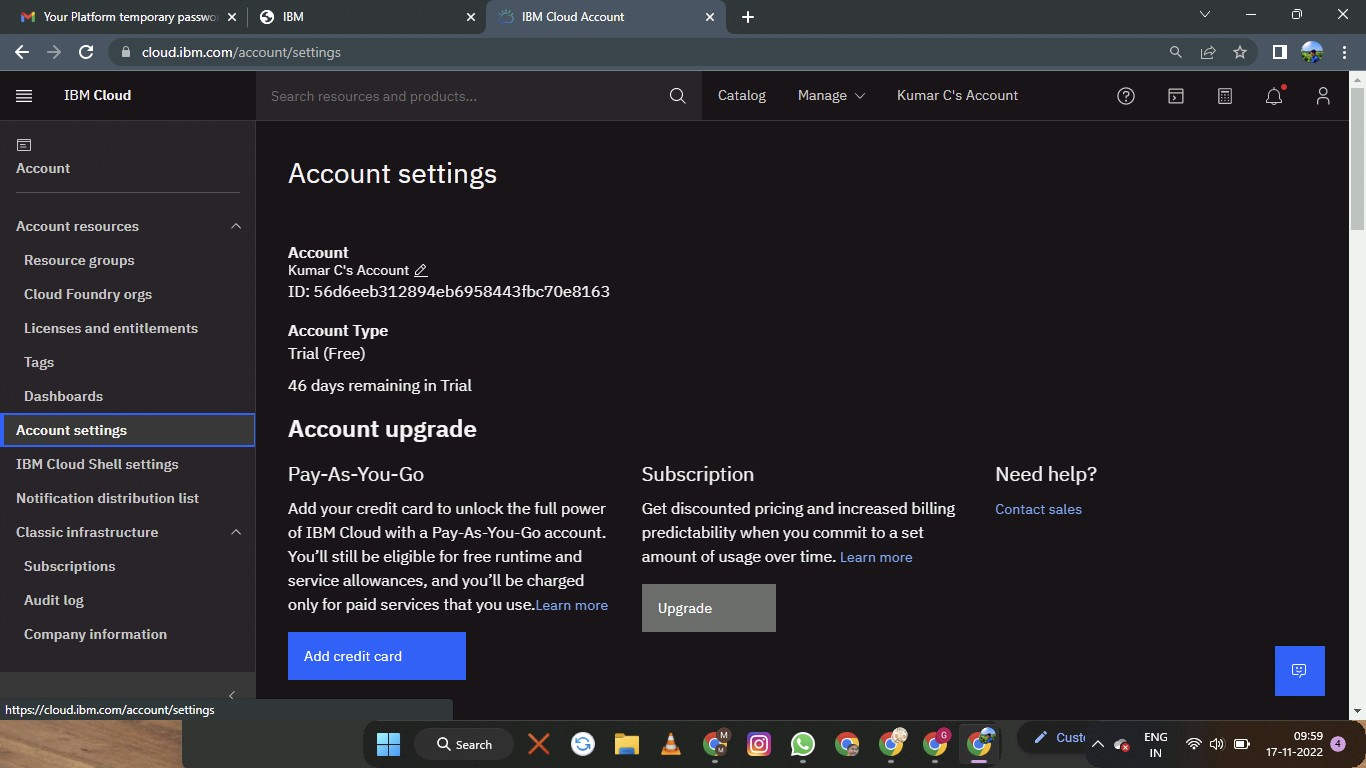 Your Platform temporary passwo
IBM
IBM Cloud Account
cloud.ibm.com/account/settings
IBM Cloud
Search resources and products...
Catalog
Manage
Kumar C's Account
Account
Account resources
Resource groups
Cloud Foundry orgs
Licenses and entitlements
Tags
Dashboards
Account settings
IBM Cloud Shell settings
Notification distribution list
Classic infrastructure
Subscriptions
Audit log
Company information
Account settings
Account
Kumar C's Account
ID: 56d6eeb312894eb6958443fbc70e8163
Account Type
Trial (Free)
46 days remaining in Trial
Account upgrade
Pay-As-You-Go
Add your credit card to unlock the full power
of IBM Cloud with a Pay-As-You-Go account.
You'll still be eligible for free runtime and
service allowances, and you'll be charged
only for paid services that you use.Learn more
Add credit card
Subscription
Get discounted pricing and increased billing
predictability when you commit to a set
amount of usage over time. Learn more
Upgrade
Need help?
Contact sales
https://cloud.ibm.com/account/settings
Search
M
G
Custo
ENG
IN
09:59
17-11-2022
4